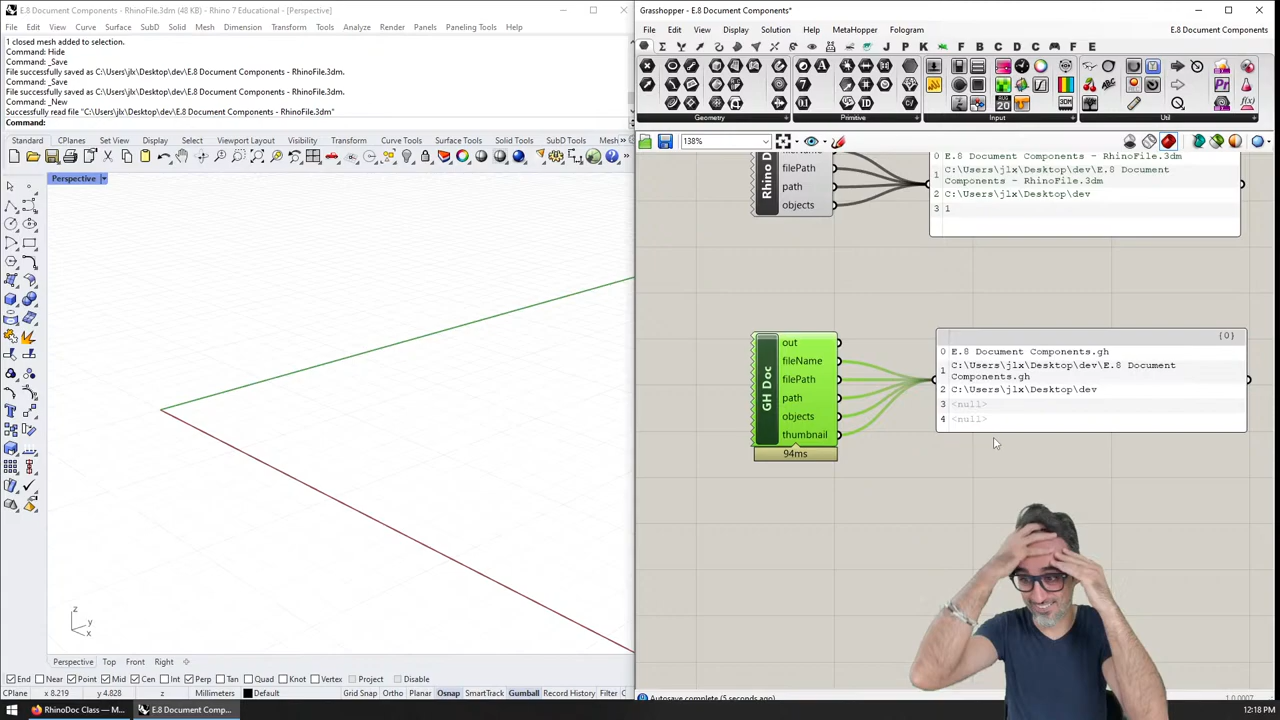 E.8 Document Components - RhinoFile.3dm (48 KB) - Rhino 7 Educational - [Perspective]
File Edit View Curve Surface SubD Solid Mesh Dimension Transform Tools Analyze Render Panels Paneling Tools Help
1 closed mesh added to selection.
Command: Hide
Command: _Save
File successfully saved as C:\Users\jlx\Desktop\dev\E.8 Document Components - RhinoFile.3dm.
Command: _Save
File successfully saved as C:\Users\jlx\Desktop\dev\E.8 Document Components - RhinoFile.3dm.
Command: _New
Successfully read file "C:\Users\jlx\Desktop\dev\E.8 Document Components - RhinoFile.3dm"
Command:
Standard CPlanes Set View Display Select Viewport Layout Visibility Transform Curve Tools Surface Tools Solid Tools SubD Tools Mesh
Perspective
z
y
x
Perspective Top Front Right
End Near Point Mid Cen Int Perp Tan Quad Knot Vertex Project Disable
CPlane x 8.219 y 4.828 z Millimeters Default Grid Snap Ortho Planar Osnap SmartTrack Gumball Record History Filter
Grasshopper - E.8 Document Components*
File Edit View Display Solution Help MetaHopper Fologram E.8 Document Components
J P K F B C D C D F E
Geometry Primitive Input Util
138%
Rhino D
filePath
path
objects
0 E.8 Document Components - RhinoFile.3dm
1 C:\Users\jlx\Desktop\dev\E.8 Document
Components - RhinoFile.3dm
2 C:\Users\jlx\Desktop\dev
3 1
GH Doc
out
fileName
filePath
path
objects
thumbnail
94ms
{0}
0 E.8 Document Components.gh
1 C:\Users\jlx\Desktop\dev\E.8 Document
Components.gh
2 C:\Users\jlx\Desktop\dev
3 <null>
4 <null>
Autosave complete (5 seconds ago)
1.0.0007
RhinoDoc Class — M...
E.8 Document Comp...
12:18 PM